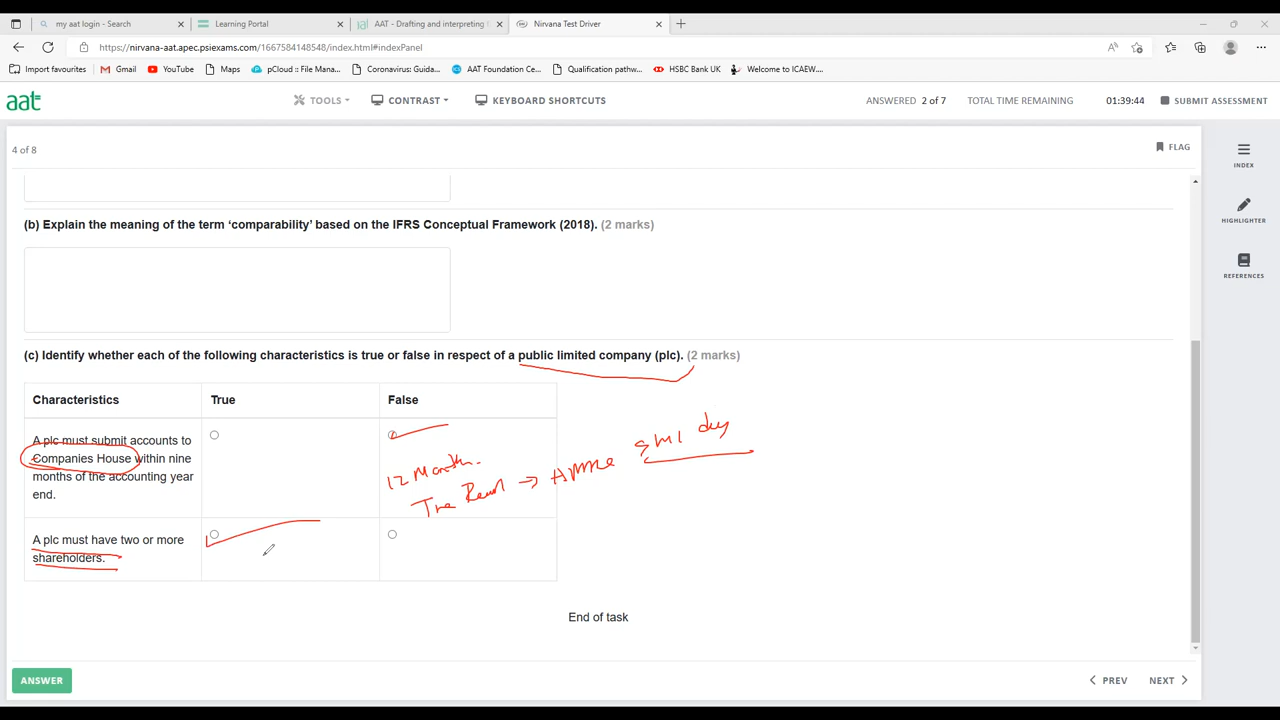 my aat login - Search
Learning Portal
AAT - Drafting and interpreting f
Nirvana Test Driver
https://nirvana-aat.apec.psiexams.com/1667584148548/index.html#indexPanel
Import favourites
Gmail
YouTube
Maps
pCloud :: File Mana...
Coronavirus: Guida...
AAT Foundation Ce...
Qualification pathw...
HSBC Bank UK
Welcome to ICAEW....
aat
TOOLS
CONTRAST
KEYBOARD SHORTCUTS
ANSWERED 2 of 7
TOTAL TIME REMAINING
01:39:44
SUBMIT ASSESSMENT
4 of 8
FLAG
INDEX
HIGHLIGHTER
REFERENCES
(b) Explain the meaning of the term ‘comparability’ based on the IFRS Conceptual Framework (2018). (2 marks)
(c) Identify whether each of the following characteristics is true or false in respect of a public limited company (plc). (2 marks)
Characteristics
True
False
A plc must submit accounts to
Companies House within nine
months of the accounting year
end.
12 Month.
A plc must have two or more
shareholders.
End of task
ANSWER
PREV
NEXT